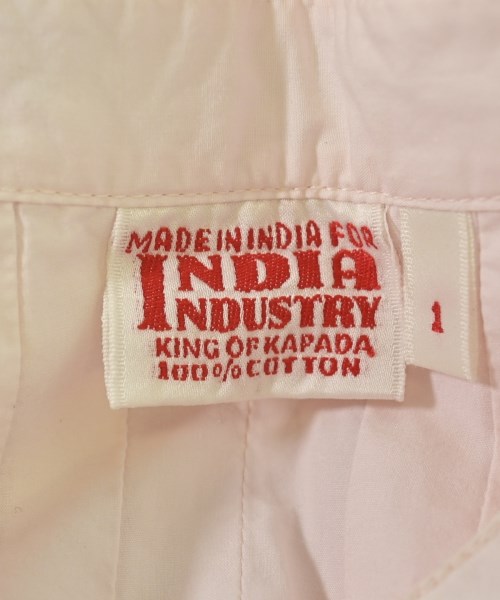 MADE IN INDIA FOR
INDIA
INDUSTRY
KING OF KAPADA
100% COTTON
1